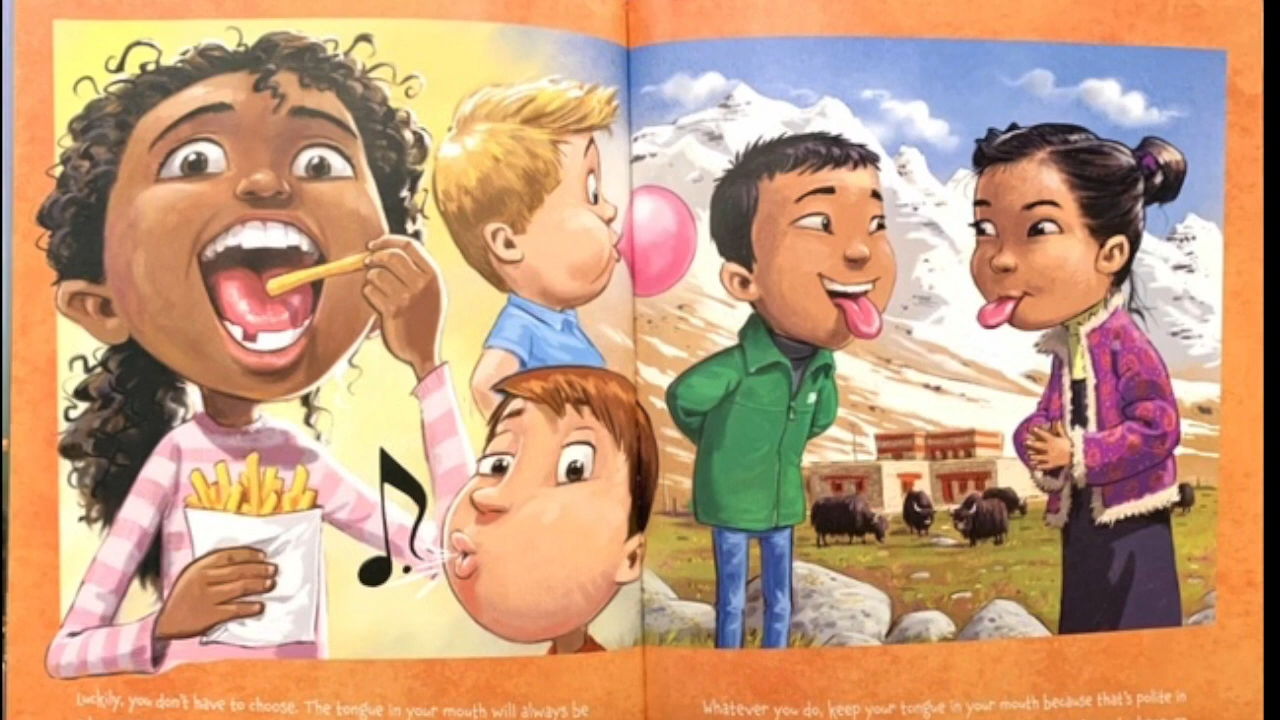 Luckily, you don't have to choose. The tongue in your mouth will always be
Whatever you do, keep your tongue in your mouth because that's polite in